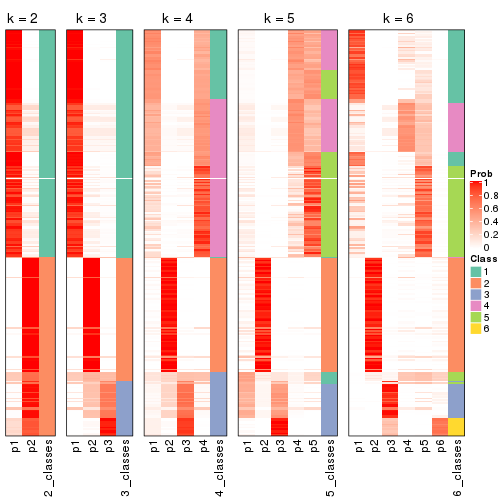 k = 2
k = 3
k = 4
k = 5
k = 6
Prob
1
0.8
0.6
0.4
0.2
0
Class
1
2
3
4
5
6
p1
p2
2_classes
p1
p2
p3
3_classes
p1
p2
p3
p4
4_classes
p1
p2
p3
p4
p5
5_classes
p1
p2
p3
p4
p5
p6
6_classes